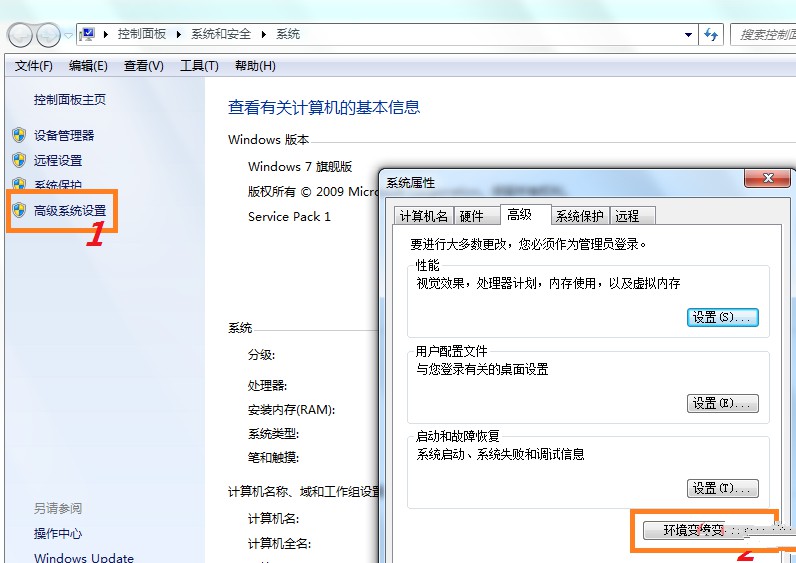 控制面板 系统和安全 系统
搜索控制面
文件(F) 编辑(E) 查看(V) 工具(T) 帮助(H)
控制面板主页
设备管理器
远程设置
系统保护
高级系统设置
1
另请参阅
操作中心
Windows Update
查看有关计算机的基本信息
Windows 版本
Windows 7 旗舰版
版权所有 © 2009 Micro
Service Pack 1
系统
分级:
处理器:
安装内存(RAM):
系统类型:
笔和触摸:
计算机名称、域和工作组设置
计算机名:
计算机全名:
系统属性
计算机名 硬件 高级 系统保护 远程
要进行大多数更改，您必须作为管理员登录。
性能
视觉效果，处理器计划，内存使用，以及虚拟内存
设置(S)...
用户配置文件
与您登录有关的桌面设置
设置(E)...
启动和故障恢复
系统启动、系统失败和调试信息
设置(T)...
环境变
2